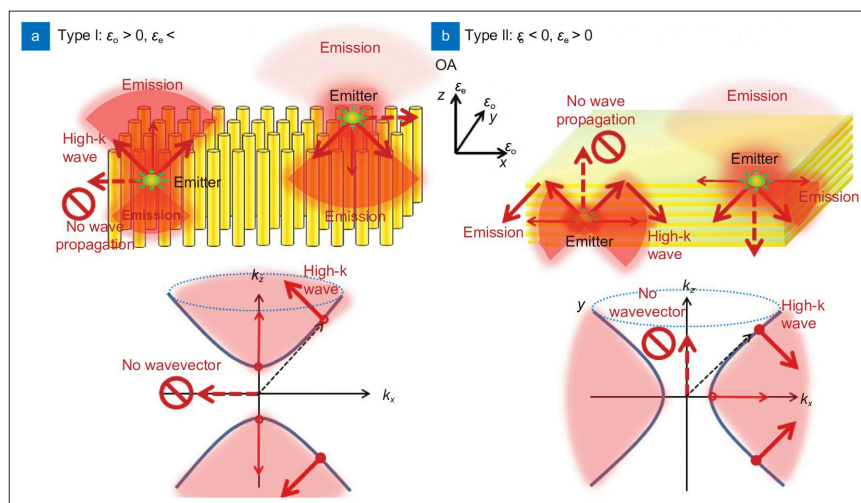 a Type I: εo > 0, εe <
Emission
Emission
Emitter
High-k
wave
Emitter
No wave
propagation
Emission
Emission
OA
εe
z
εo
y
εo
x
b Type II: ε < 0, εe > 0
No wave
propagation
Emission
Emitter
Emission
Emission
Emitter
High-k
wave
kz
High-k
wave
No wavevector
kx
y
No
wavevector
kz
High-k
wave
kx